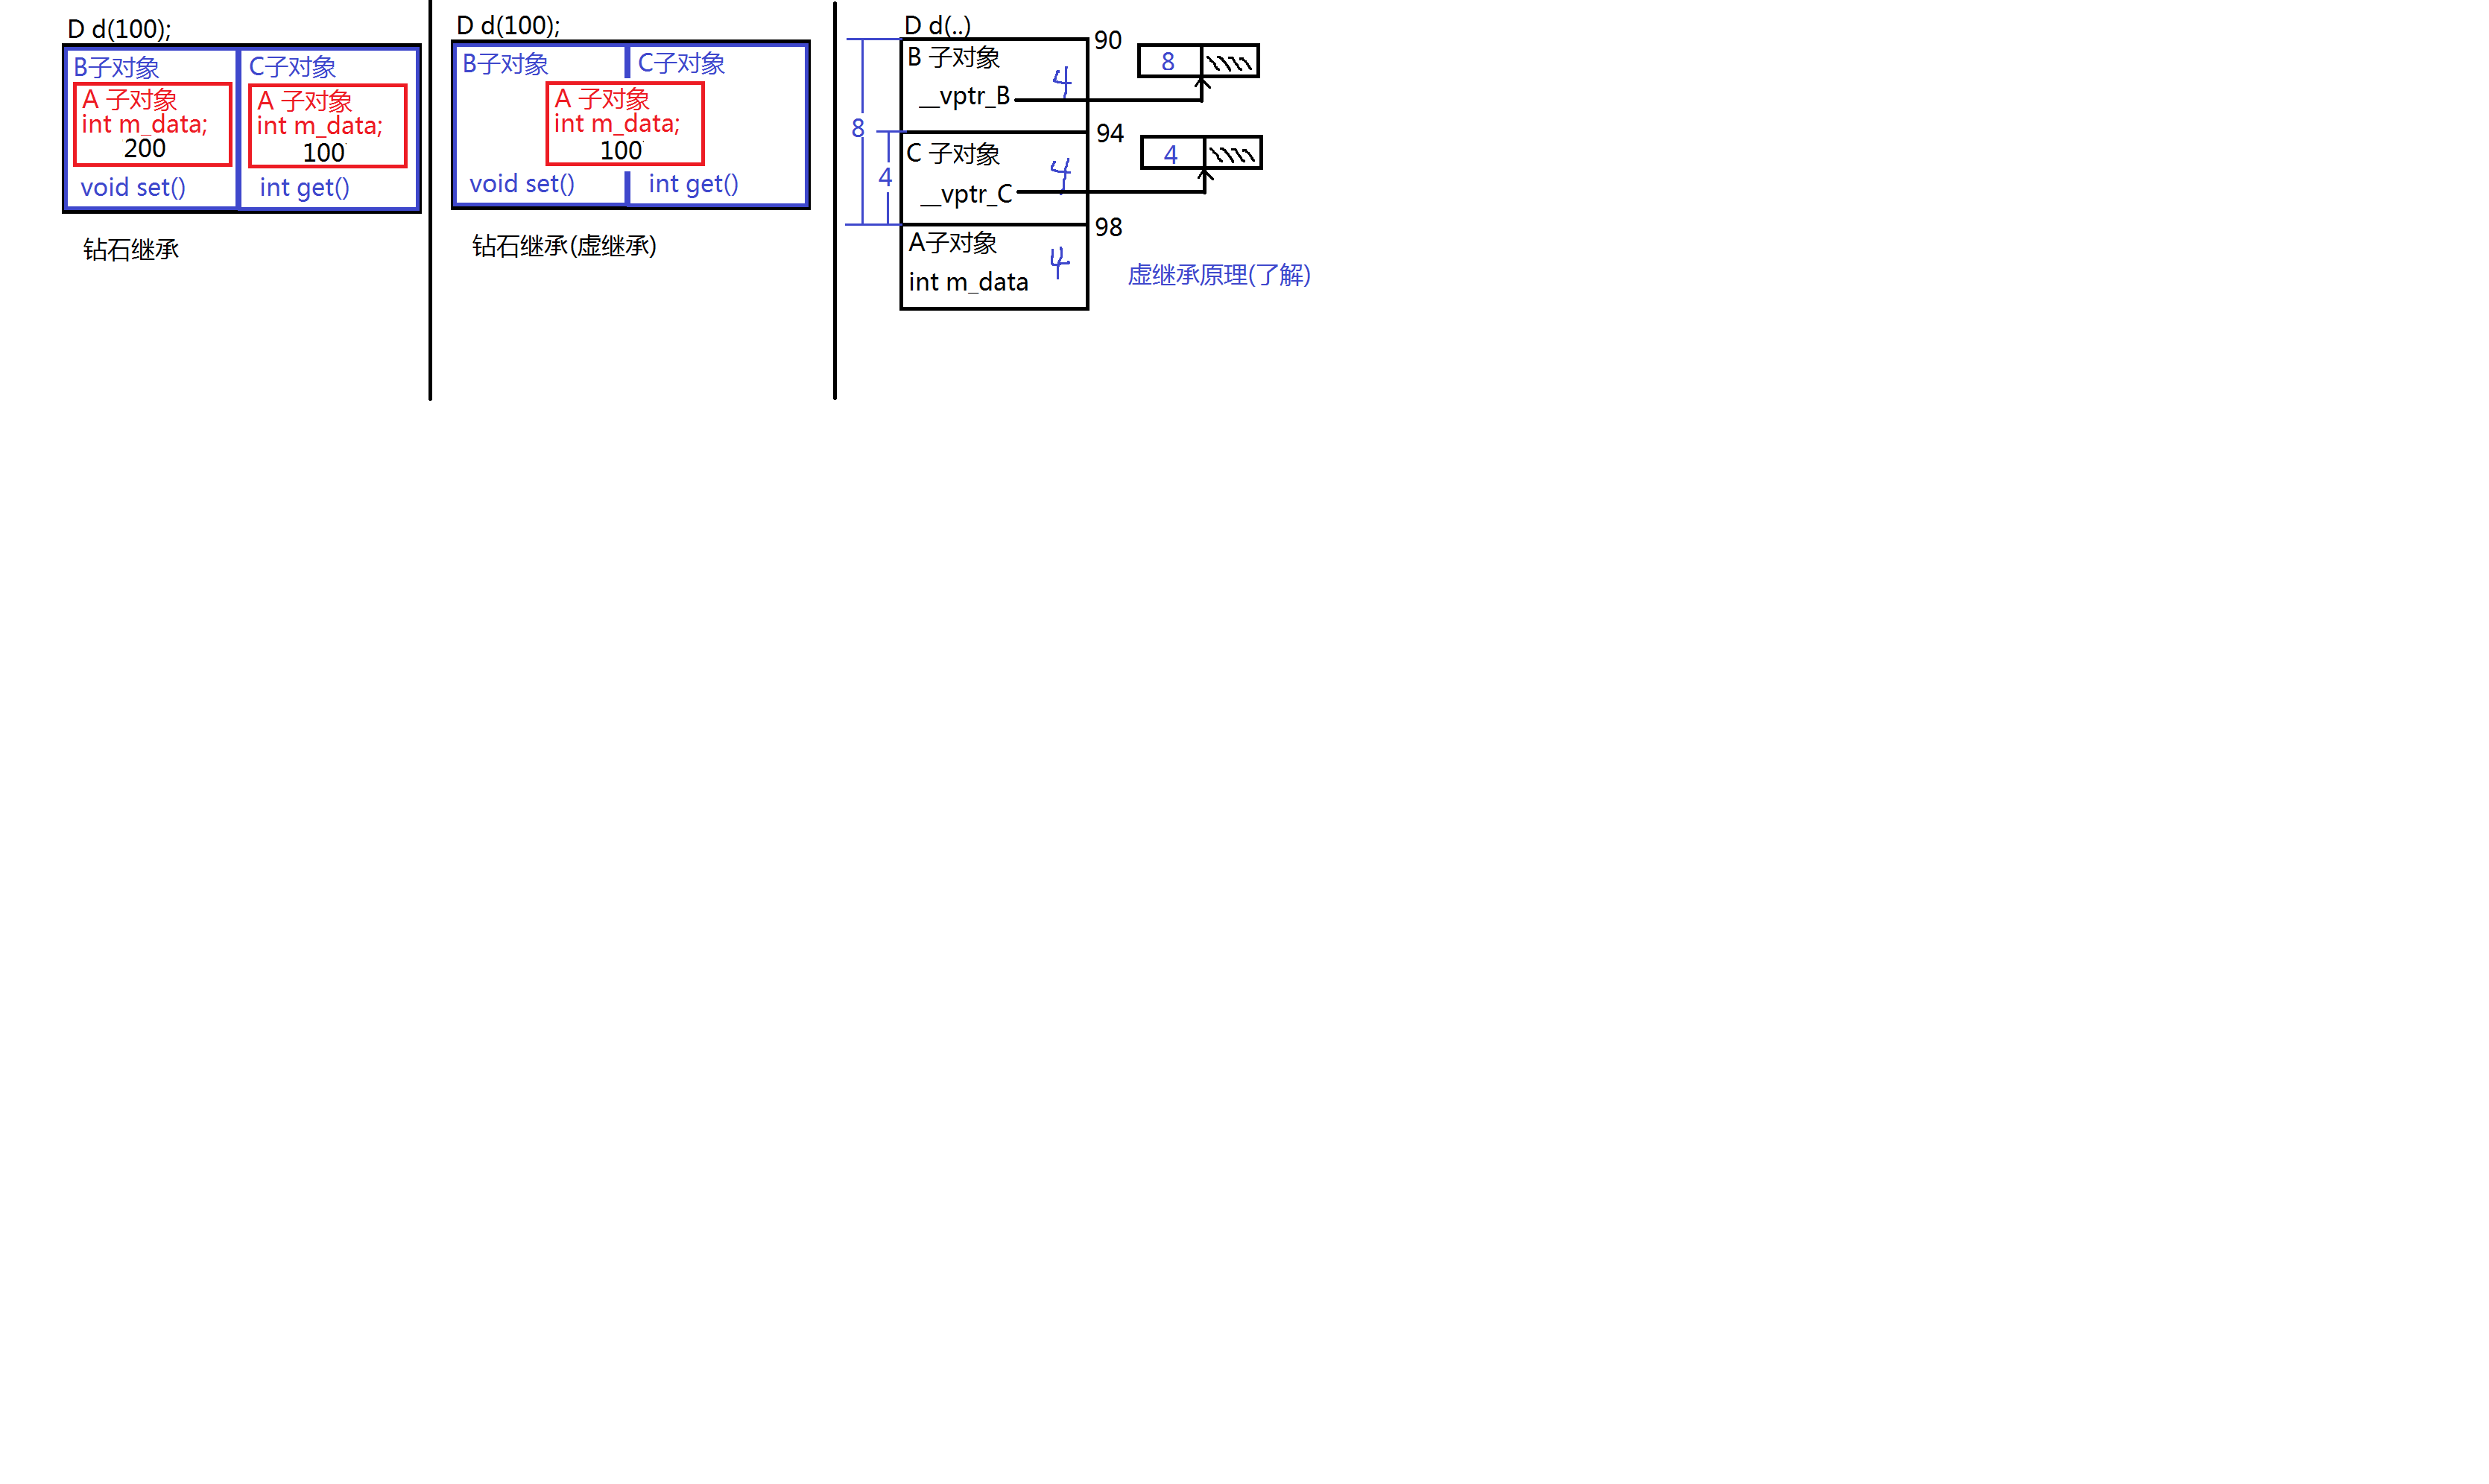 D d(100);
B子对象
C子对象
A 子对象
int m_data;
200
A 子对象
int m_data;
100
void set()
int get()
钻石继承
D d(100);
B子对象
C子对象
A 子对象
int m_data;
100
void set()
int get()
钻石继承(虚继承)
D d(..)
B 子对象
4
__vptr_B
90
8
8
94
C 子对象
4
__vptr_C
4
4
98
A子对象
4
int m_data
虚继承原理(了解)